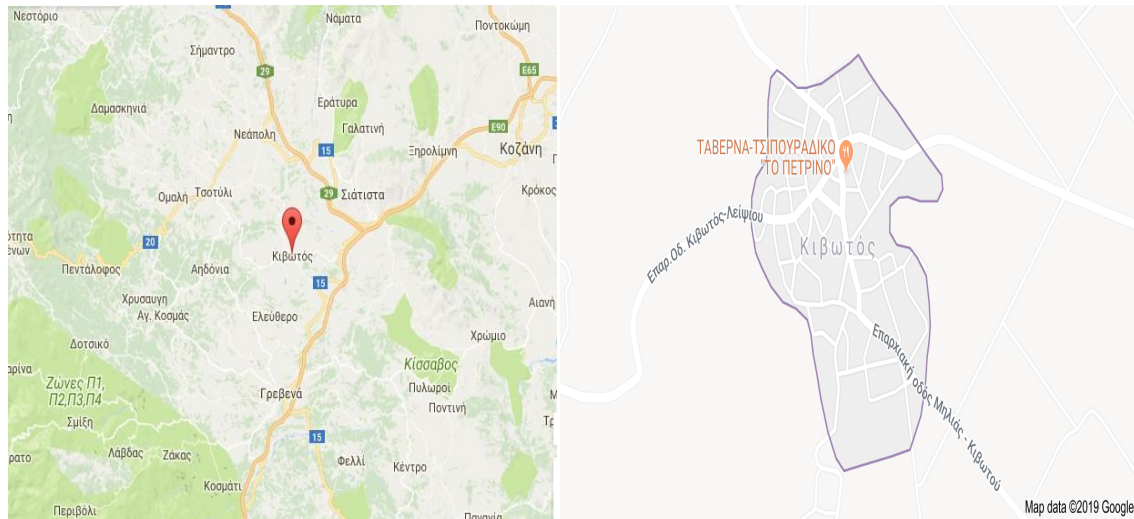 Νεστόριο
Νάματα
Ποντοκώμη
Σήμαντρο
29
E65
Δαμασκηνιά
Εράτυρα
Νεάπολη
Γαλατινή
E90
Κοζάνη
15
Ξηρολίμνη
Ομαλή
Τσοτύλι
29
Σιάτιστα
Κρόκος
20
Κιβωτός
Πενταλοφος
Αηδόνια
15
Χρυσαυγη
Αγ. Κοσμάς
Ελεύθερο
Αιανή
Δοτσικό
Χρώμιο
Κίσσαβος
Ζώνες Π1,
Π2,Π3,Π4
Γρεβενά
Πυλωροί
Ποντινή
Σμίξη
15
Λάβδας
Ζάκας
Φελλί
Κέντρο
Κοσμάτι
Περιβόλι
ΤΑΒΕΡΝΑ-ΤΣΙΠΟΥΡΑΔΙΚΟ
"ΤΟ ΠΕΤΡΙΝΟ"
Επαρ.Οδ. Κιβωτός-Λείψιου
Κιβωτός
Επαρχιακή οδός Μηλιάς - Κιβωτού
Map data ©2019 Google